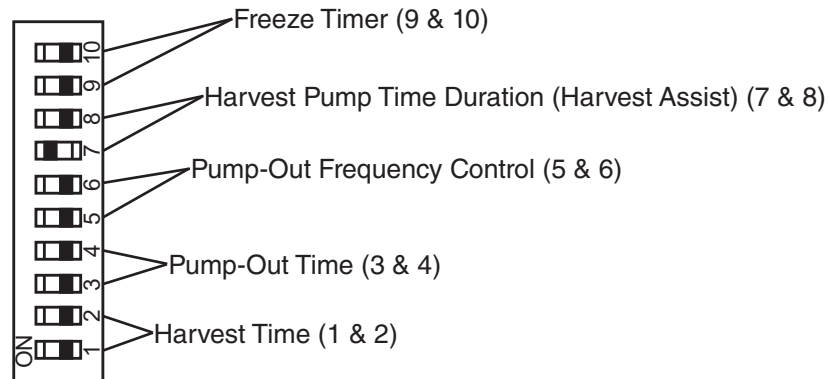 10
Freeze Timer (9 & 10)
9
8
Harvest Pump Time Duration (Harvest Assist) (7 & 8)
7
6
Pump-Out Frequency Control (5 & 6)
5
4
Pump-Out Time (3 & 4)
3
2
Harvest Time (1 & 2)
1
ON